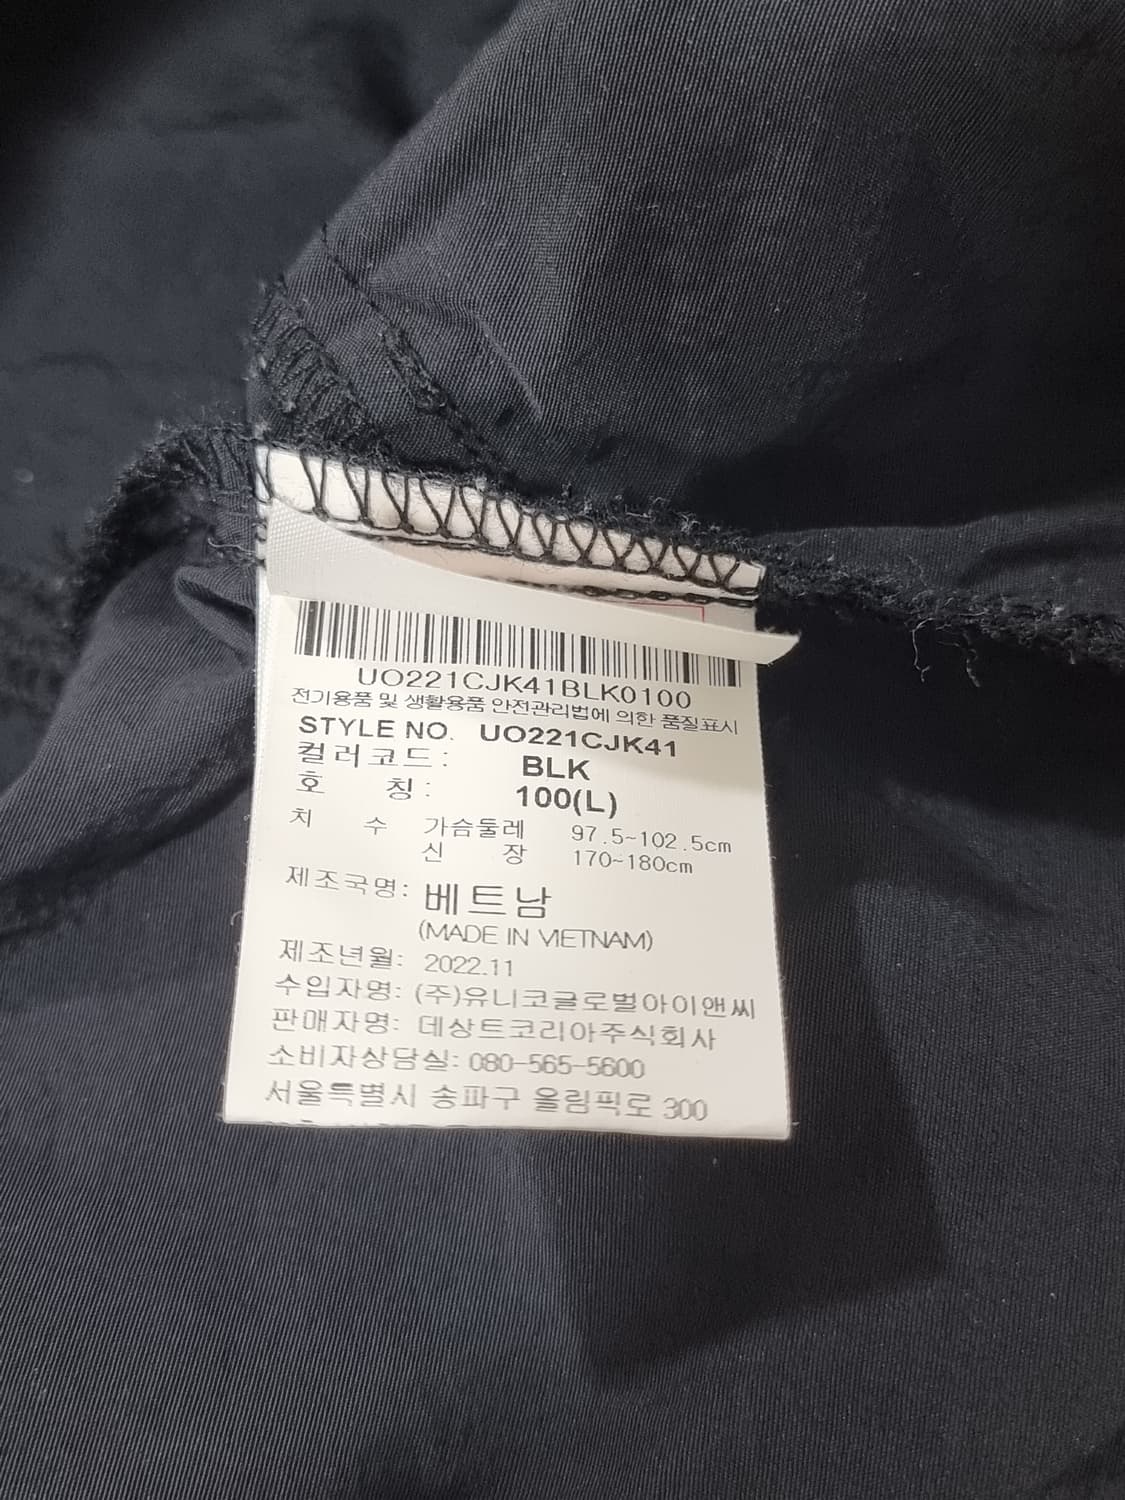 UO221CJK41BLK0100
전기용품 및 생활용품 안전관리법에 의한 품질표시
STYLE NO. UO221CJK41
컬러코드: BLK
호 칭: 100(L)
치 수 가슴둘레 97.5~102.5cm
신 장 170~180cm
제조국명: 베트남
(MADE IN VIETNAM)
제조년월: 2022.11
수입자명: (주)유니코글로벌아이앤씨
판매자명: 데상트코리아주식회사
소비자상담실: 080-565-5600
서울특별시 송파구 올림픽로 300